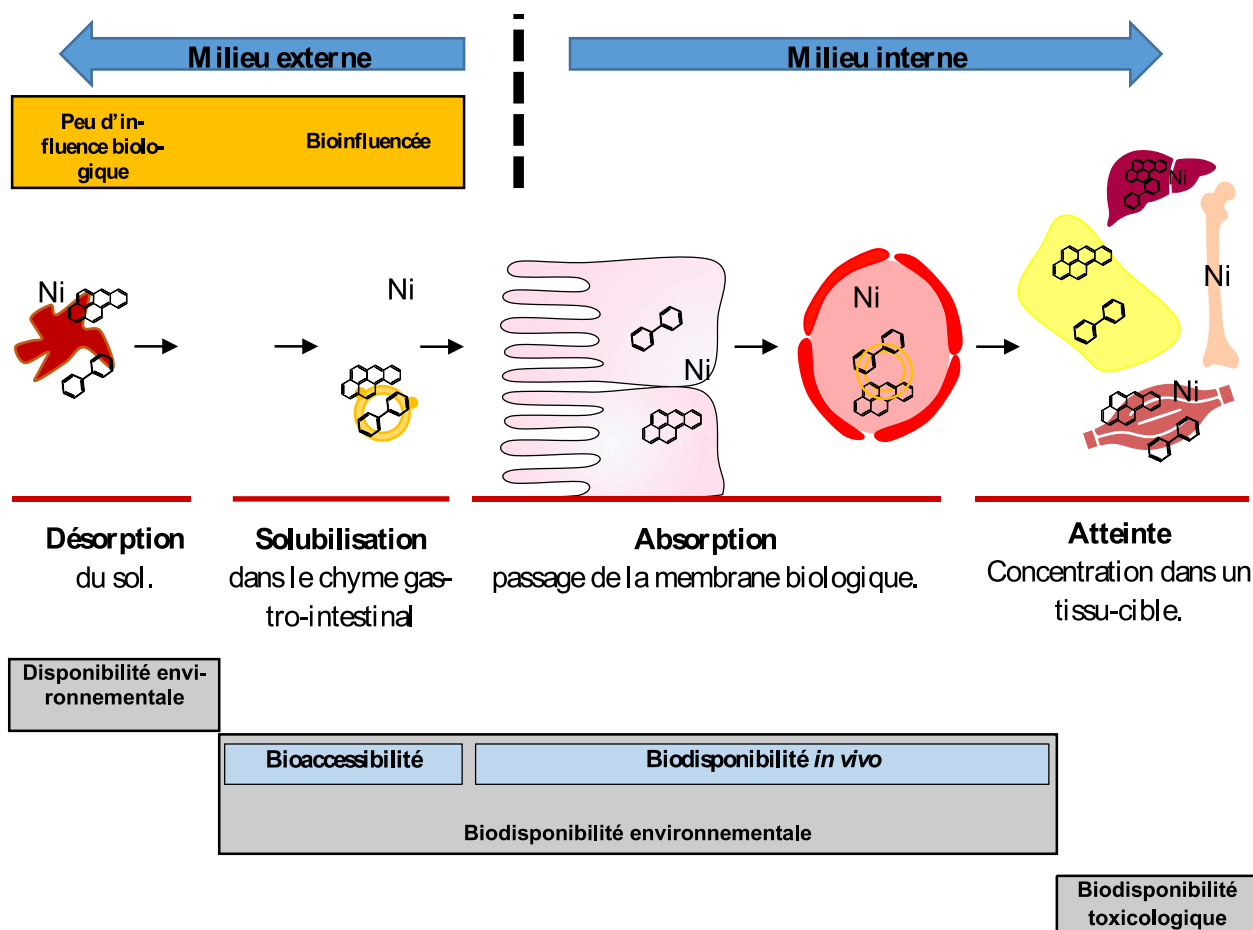 Milieu externe
Milieu interne
Peu d'in-
fluence biolo-
gique
Bioinfluencée
Ni
Ni
Ni
Ni
Ni
Ni
Ni
Désorption
du sol.
Solubilisation
dans le chyme gas-
tro-intestinal
Absorption
passage de la membrane biologique.
Atteinte
Concentration dans un
tissu-cible.
Disponibilité envi-
ronnementale
Bioaccessibilité
Biodisponibilité in vivo
Biodisponibilité environnementale
Biodisponibilité
toxicologique